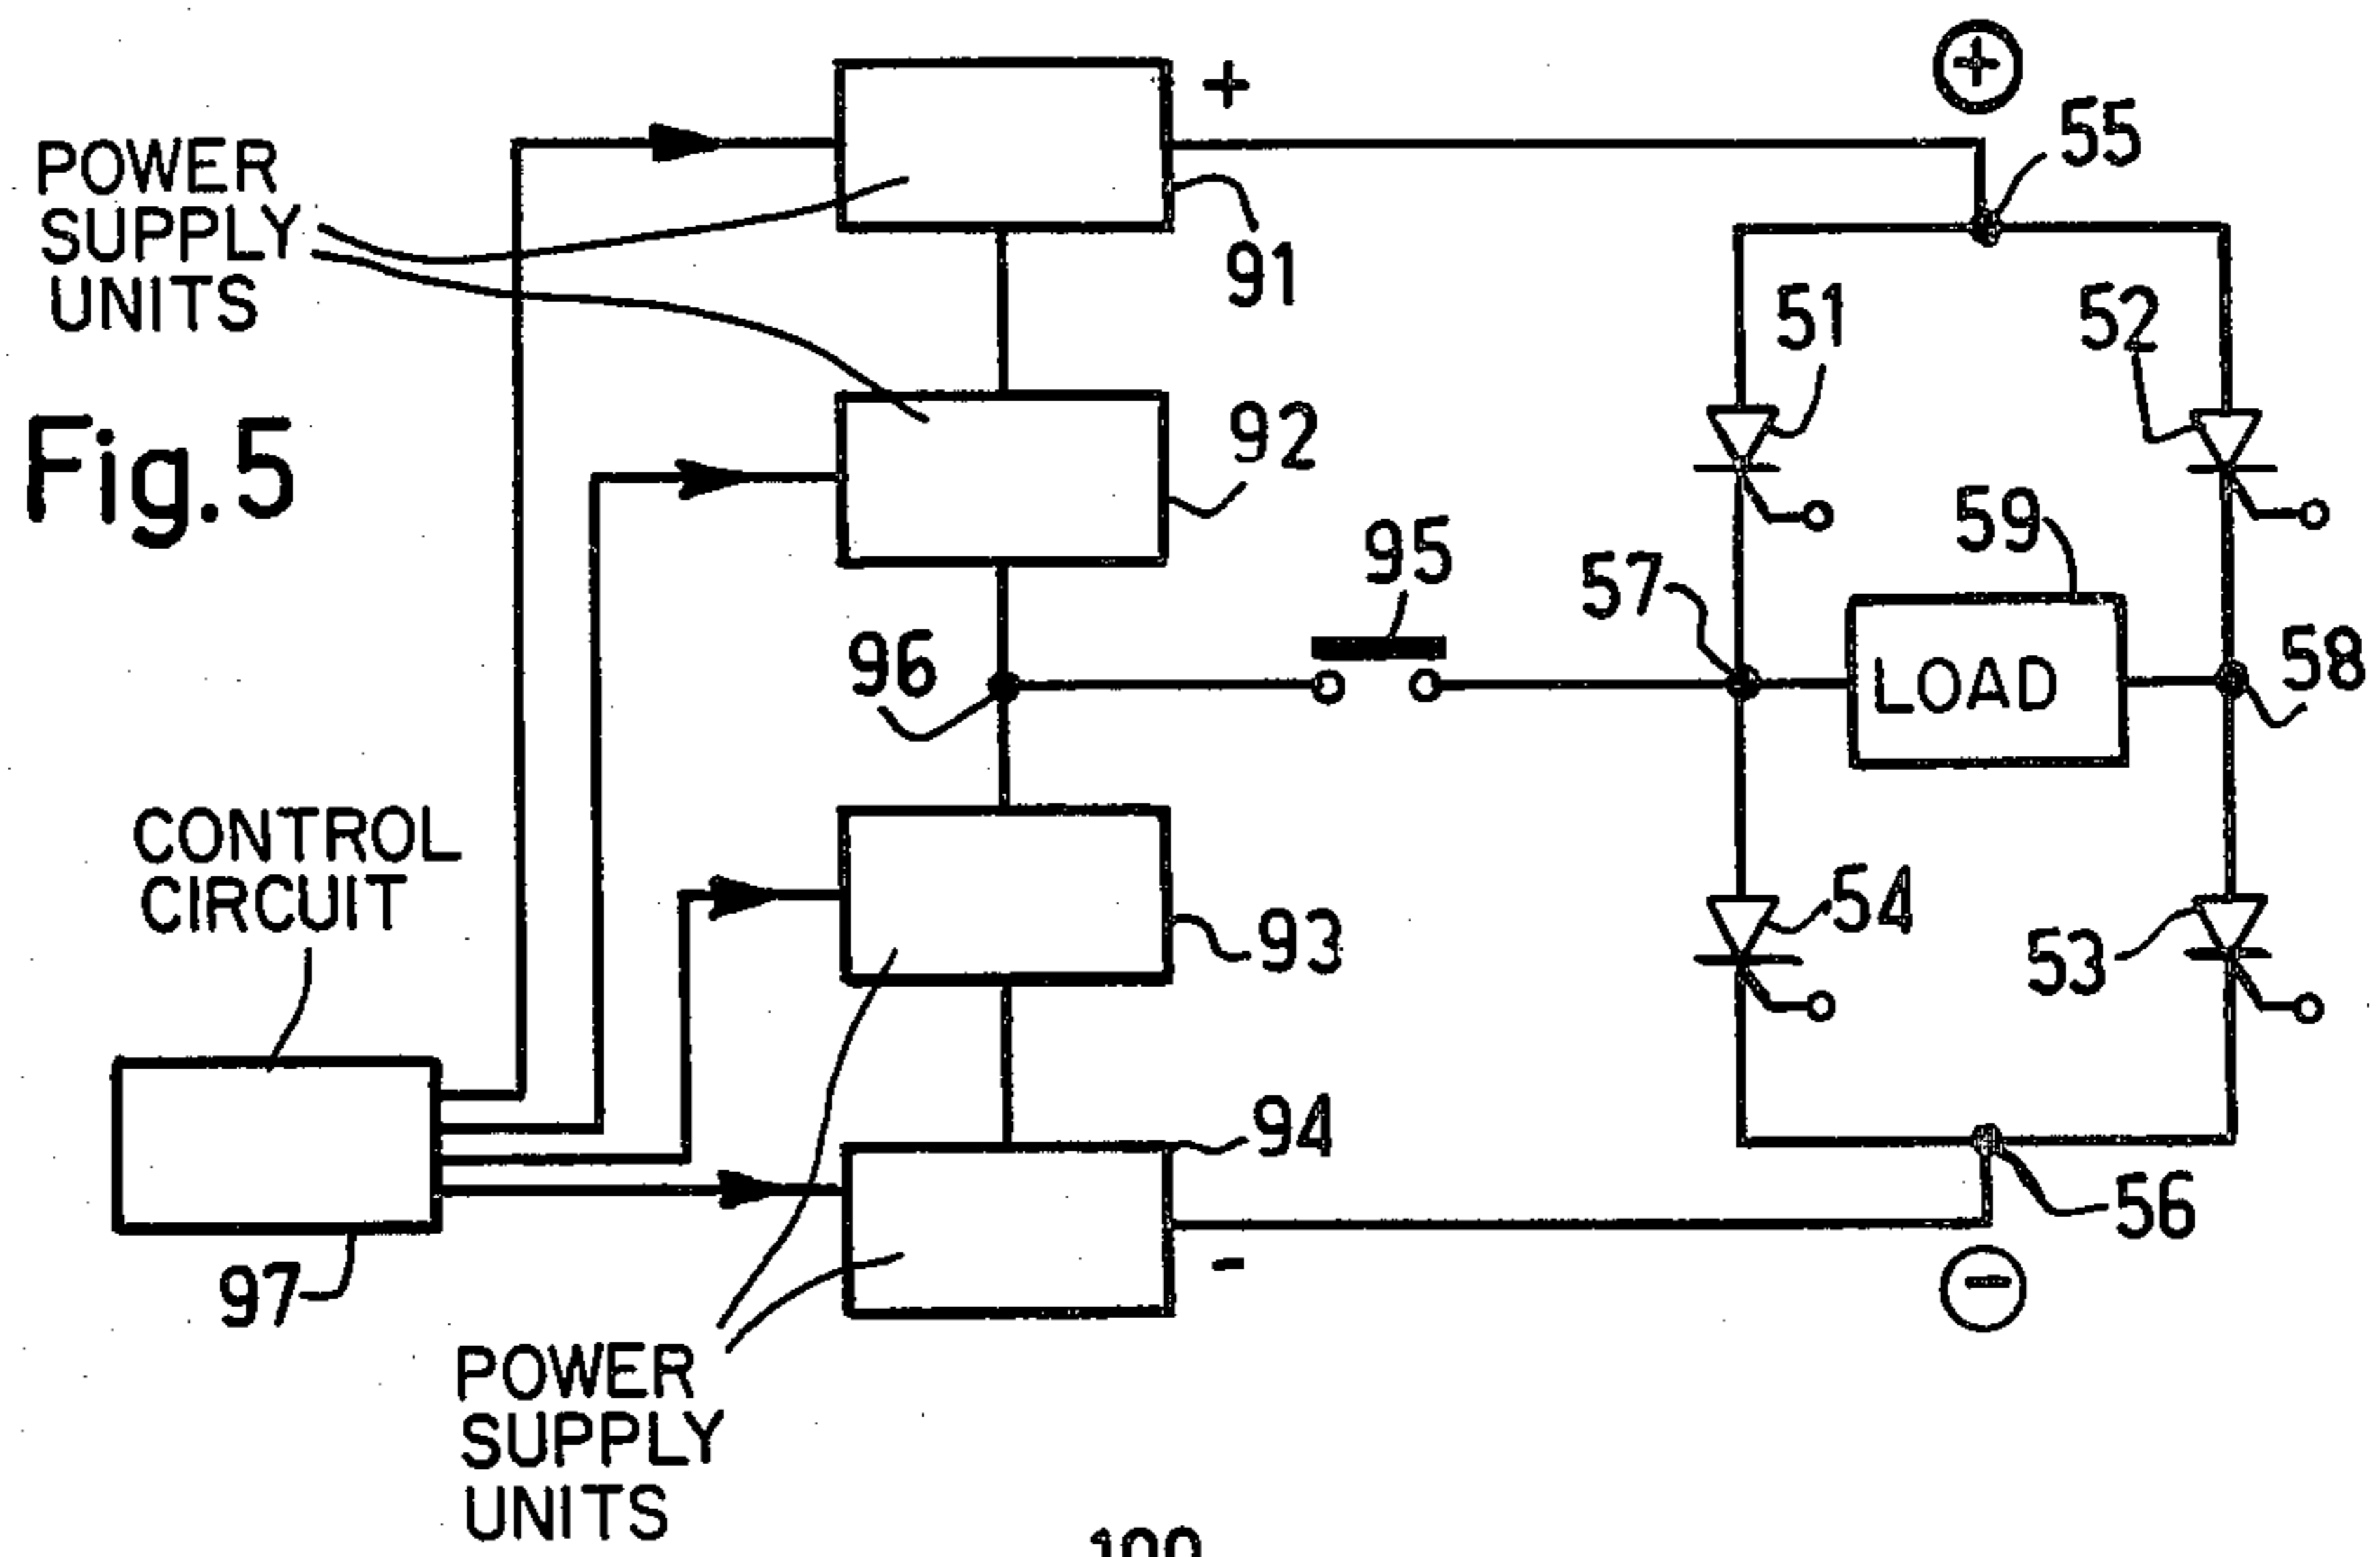 +
+
55
POWER
SUPPLY
UNITS
91
51
52
92
Fig.5
95
59
57
96
LOAD
58
CONTROL
CIRCUIT
54
93
53
94
56
-
97
-
POWER
SUPPLY
UNITS
100